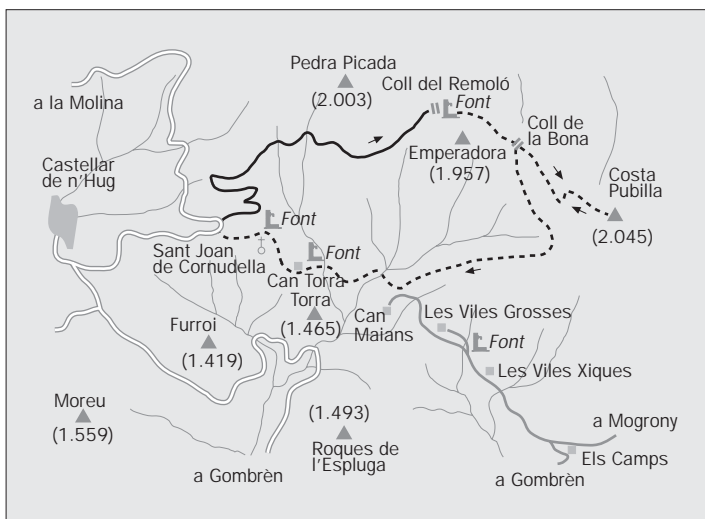 Pedra Picada
(2.003)
Coll del Remoló
Font
a la Molina
Coll de
la Bona
Emperadora
(1.957)
Castellar
de n'Hug
Costa
Pubilla
(2.045)
Font
Sant Joan
de Cornudella
Font
Can Torra
Torra
(1.465)
Can
Maians
Les Viles Grosses
Font
Furroi
(1.419)
Les Viles Xiques
Moreu
(1.559)
(1.493)
Roques de
l'Espluga
a Mogrony
Els Camps
a Gombrèn
a Gombrèn